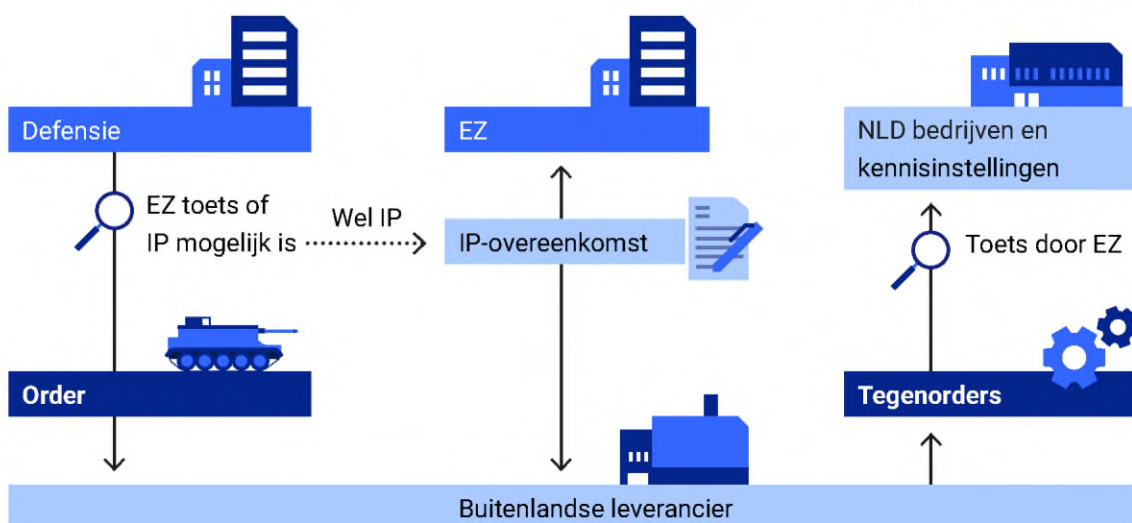 Defensie
EZ
NLD bedrijven en
kennisinstellingen
EZ toets of
IP mogelijk is
Wel IP
IP-overeenkomst
Toets door EZ
Order
Tegenorders
Buitenlandse leverancier